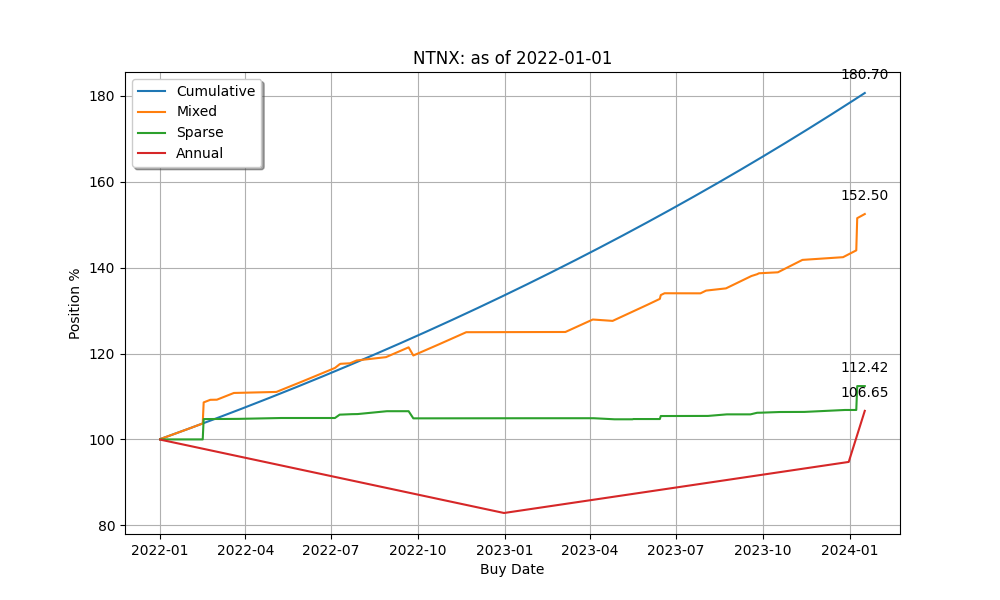 NTNX: as of 2022-01-01
Cumulative
Mixed
Sparse
Annual
180.70
152.50
112.42
106.65
Position %
180
160
140
120
100
80
2022-01 2022-04 2022-07 2022-10 2023-01 2023-04 2023-07 2023-10 2024-01
Buy Date